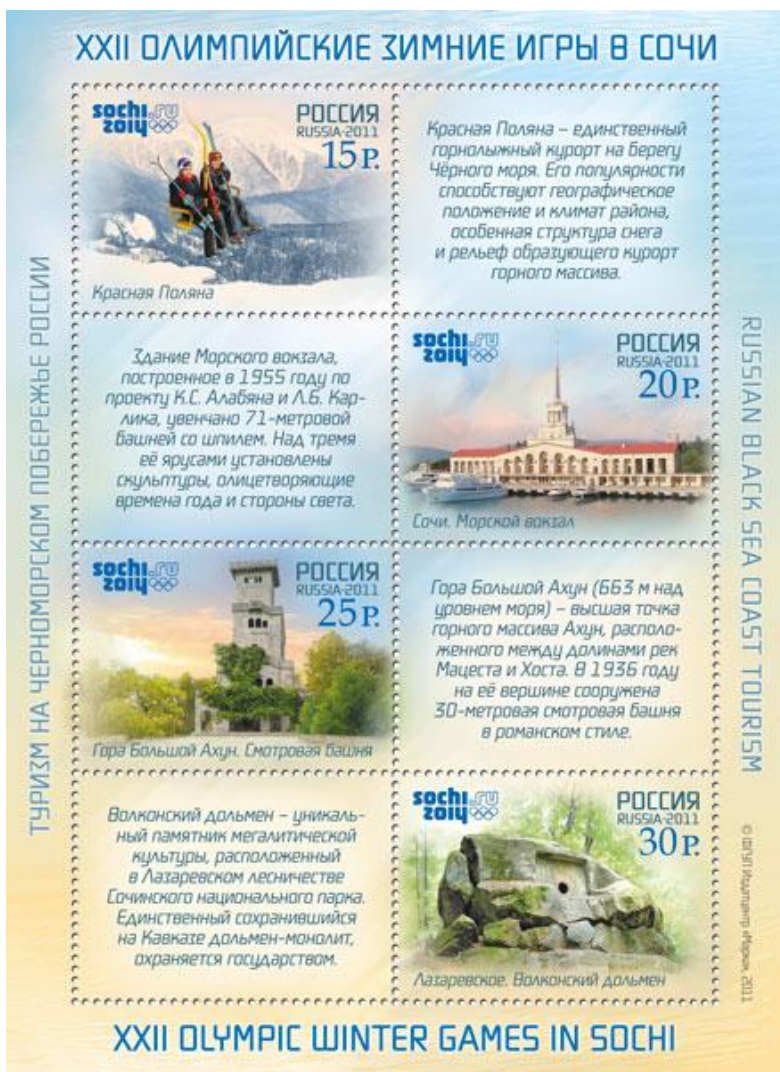 XXII ОЛИМПИЙСКИЕ ЗИМНИЕ ИГРЫ В СОЧИ
ТУРИЗМ НА ЧЕРНОМОРСКОМ ПОБЕРЕЖЬЕ РОССИИ
sochi.ru
2014
РОССИЯ
RUSSIA-2011
15 Р.
Красная Поляна
Красная Поляна – единственный
горнолыжный курорт на берегу
Чёрного моря. Его популярности
способствуют географическое
положение и климат района,
особенная структура снега
и рельеф образующего курорт
горного массива.
Здание Морского вокзала,
построенное в 1955 году по
проекту К.С. Алабяна и Л.Б. Кар-
лика, увенчано 71-метровой
башней со шпилем. Над тремя
её ярусами установлены
скульптуры, олицетворяющие
времена года и стороны света.
sochi.ru
2014
РОССИЯ
RUSSIA-2011
20 Р.
Сочи. Морской вокзал
sochi.ru
2014
РОССИЯ
RUSSIA-2011
25 Р.
Гора Большой Ахун. Смотровая башня
Гора Большой Ахун (663 м над
уровнем моря) – высшая точка
горного массива Ахун, располо-
женного между долинами рек
Мацеста и Хоста. В 1936 году
на её вершине сооружена
30-метровая смотровая башня
в романском стиле.
Волконский дольмен – уникаль-
ный памятник мегалитической
культуры, расположенный
в Лазаревском лесничестве
Сочинского национального парка.
Единственный сохранившийся
на Кавказе дольмен-монолит,
охраняется государством.
sochi.ru
2014
РОССИЯ
RUSSIA-2011
30 Р.
Лазаревское. Волконский дольмен
RUSSIAN BLACK SEA COAST TOURISM
© ФГУП Издатцентр «Марка», 2011
XXII OLYMPIC WINTER GAMES IN SOCHI